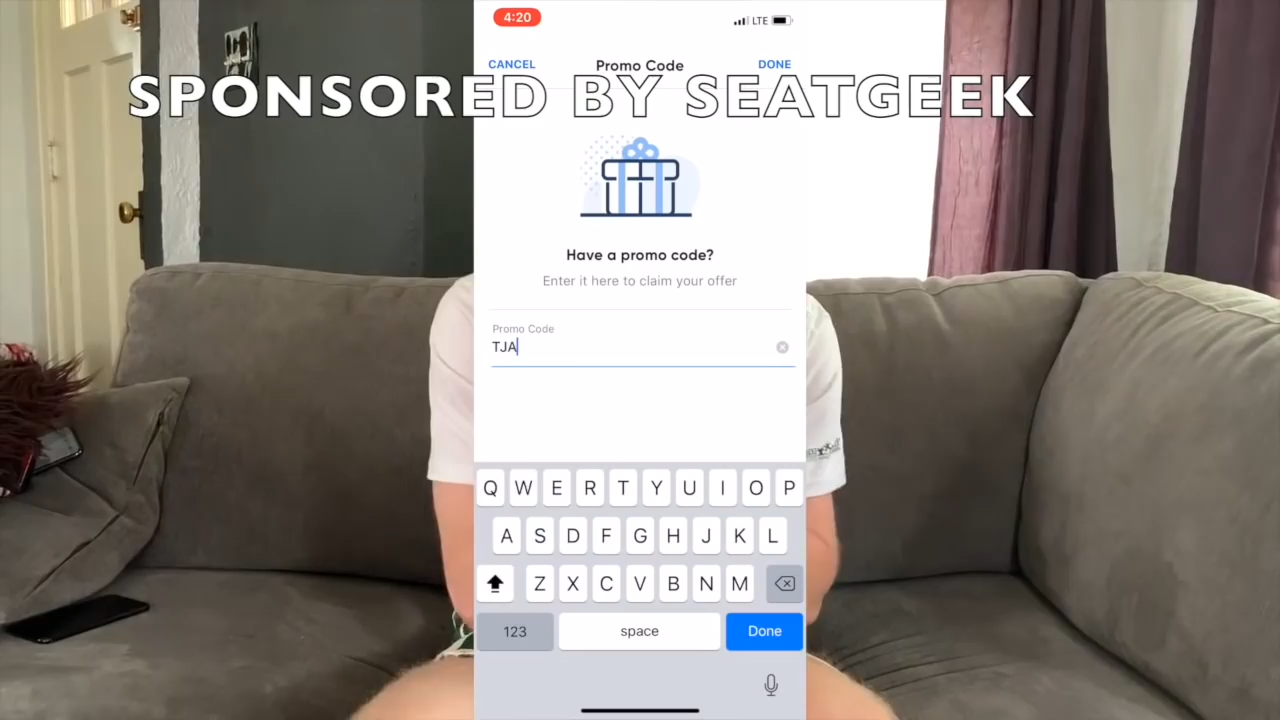 4:20
LTE
CANCEL Promo Code DONE
SPONSORED BY SEATGEEK
Have a promo code?
Enter it here to claim your offer
Promo Code
TJA
Q W E R T Y U I O P
A S D F G H J K L
Z X C V B N M
123 space Done